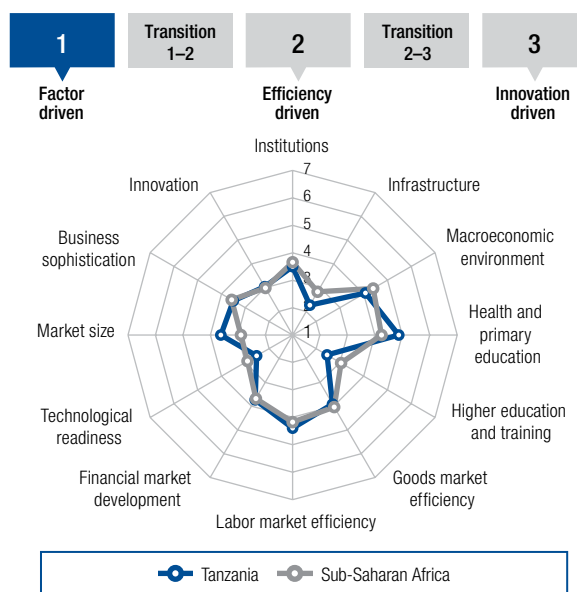 1
Transition
1–2
2
Transition
2–3
3
Factor
driven
Efficiency
driven
Innovation
driven
Institutions
7
6
5
4
3
2
1
Innovation
Infrastructure
Business
sophistication
Macroeconomic
environment
Market size
Health and
primary
education
Technological
readiness
Higher education
and training
Financial market
development
Goods market
efficiency
Labor market efficiency
Tanzania
Sub-Saharan Africa